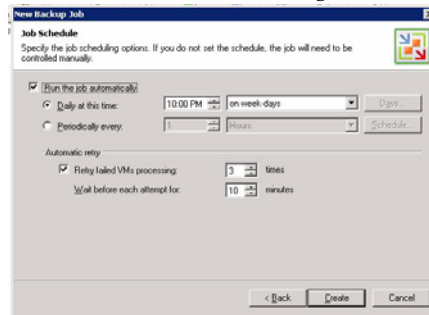 New Backup Job
Job Schedule
Specify the job scheduling options. If you do not set the schedule, the job will need to be
controlled manually.
Run the job automatically
Daily at this time: 10:00 PM on week-days Days...
Periodically every: 1 Hours Schedule...
Automatic retry
Retry failed VMs processing: 3 times
Wait before each attempt for: 10 minutes
< Back Create Cancel